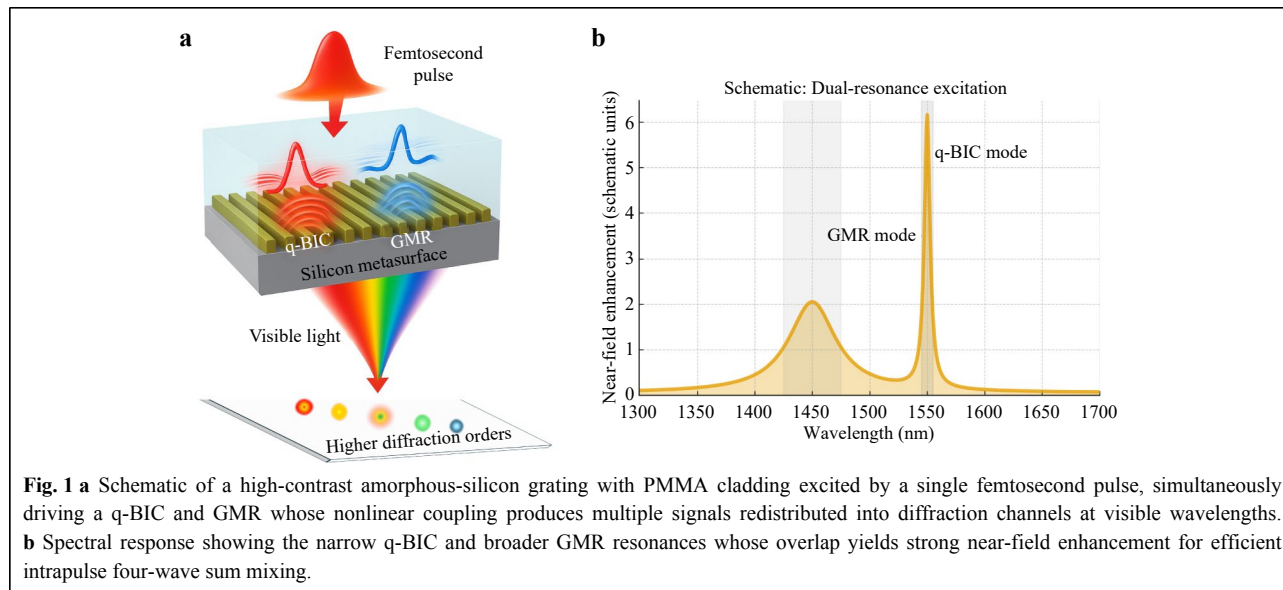 a
Femtosecond
pulse
q-BIC
GMR
Silicon metasurface
Visible light
Higher diffraction orders
b
Schematic: Dual-resonance excitation
Near-field enhancement (schematic units)
6
5
4
3
2
1
0
q-BIC mode
GMR mode
1300 1350 1400 1450 1500 1550 1600 1650 1700
Wavelength (nm)
Fig. 1 a Schematic of a high-contrast amorphous-silicon grating with PMMA cladding excited by a single femtosecond pulse, simultaneously
driving a q-BIC and GMR whose nonlinear coupling produces multiple signals redistributed into diffraction channels at visible wavelengths.
b Spectral response showing the narrow q-BIC and broader GMR resonances whose overlap yields strong near-field enhancement for efficient
intrapulse four-wave sum mixing.